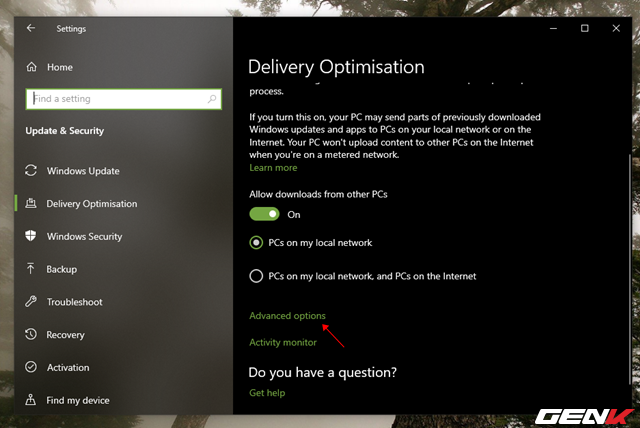 Settings
Home
Find a setting
Update & Security
Windows Update
Delivery Optimisation
Windows Security
Backup
Troubleshoot
Recovery
Activation
Find my device
Delivery Optimisation
process.
If you turn this on, your PC may send parts of previously downloaded
Windows updates and apps to PCs on your local network or on the
Internet. Your PC won't upload content to other PCs on the Internet
when you're on a metered network.
Learn more
Allow downloads from other PCs
On
PCs on my local network
PCs on my local network, and PCs on the Internet
Advanced options
Activity monitor
Do you have a question?
Get help
GENK